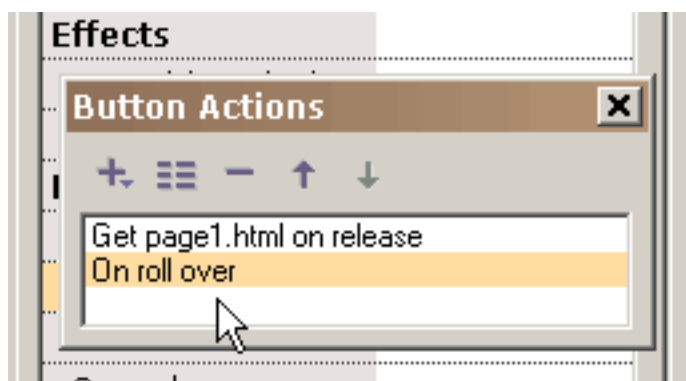 Effects
Button Actions
Get page1.html on release
On roll over